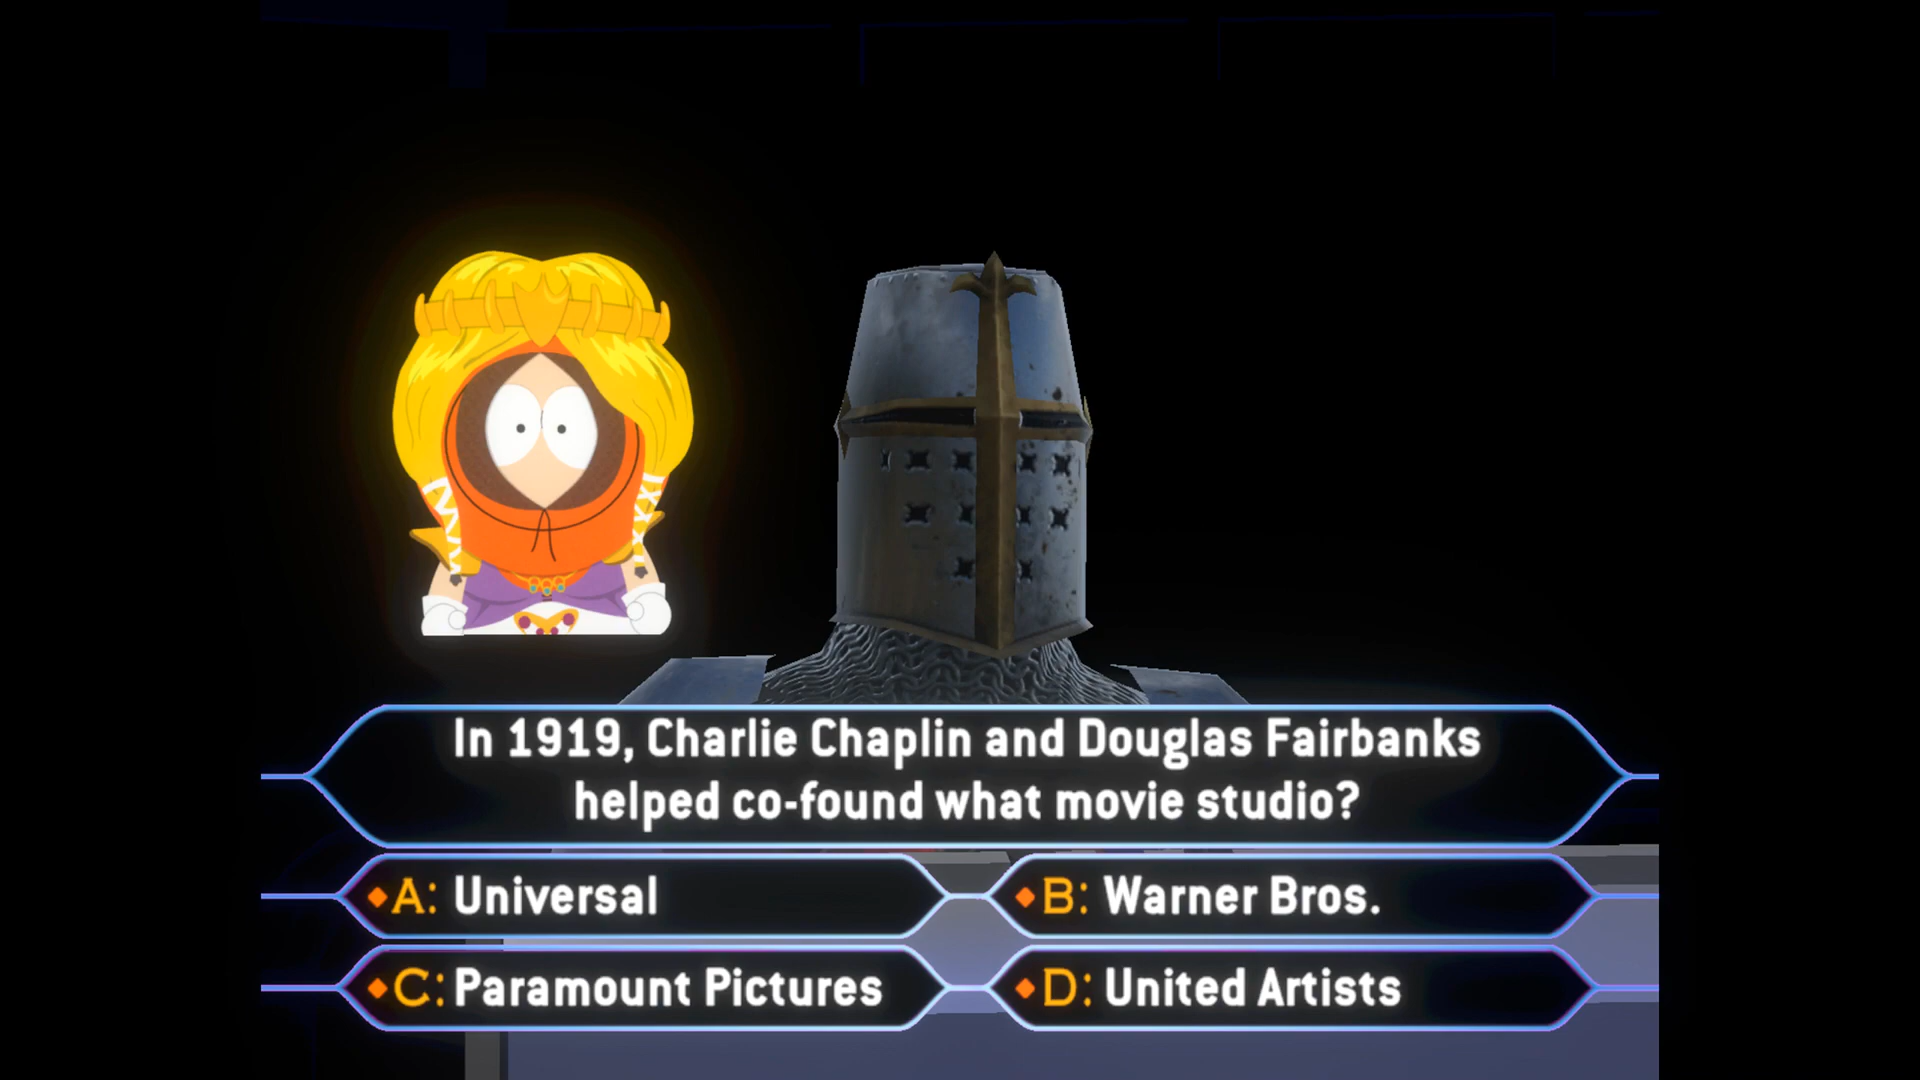 In 1919, Charlie Chaplin and Douglas Fairbanks
helped co-found what movie studio?
A: Universal
B: Warner Bros.
C: Paramount Pictures
D: United Artists